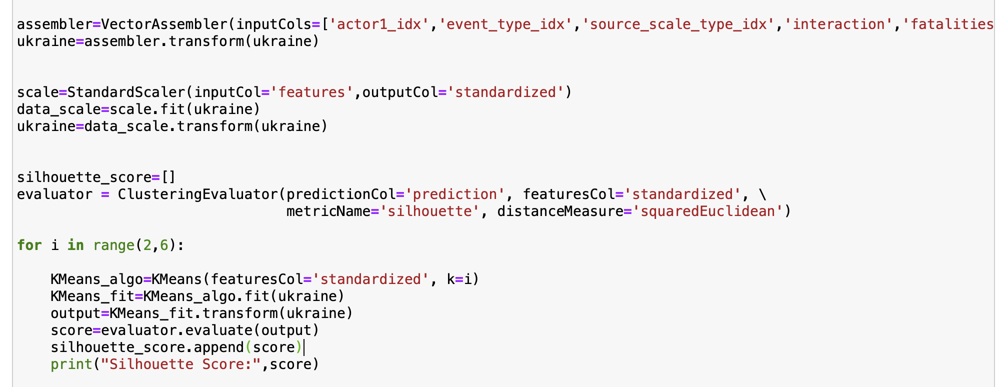 assembler=VectorAssembler(inputCols=['actor1_idx','event_type_idx','source_scale_type_idx','interaction','fatalities
ukraine=assembler.transform(ukraine)
scale=StandardScaler(inputCol='features',outputCol='standardized')
data_scale=scale.fit(ukraine)
ukraine=data_scale.transform(ukraine)
silhouette_score=[]
evaluator = ClusteringEvaluator(predictionCol='prediction', featuresCol='standardized', \
metricName='silhouette', distanceMeasure='squaredEuclidean')
for i in range(2,6):
KMeans_algo=KMeans(featuresCol='standardized', k=i)
KMeans_fit=KMeans_algo.fit(ukraine)
output=KMeans_fit.transform(ukraine)
score=evaluator.evaluate(output)
silhouette_score.append(score)
print("Silhouette Score:",score)